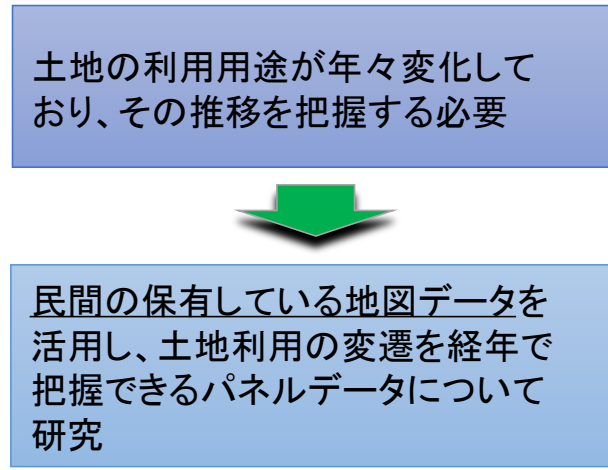 土地の利用用途が年々変化して
おり、その推移を把握する必要
民間の保有している地図データを
活用し、土地利用の変遷を経年で
把握できるパネルデータについて
研究